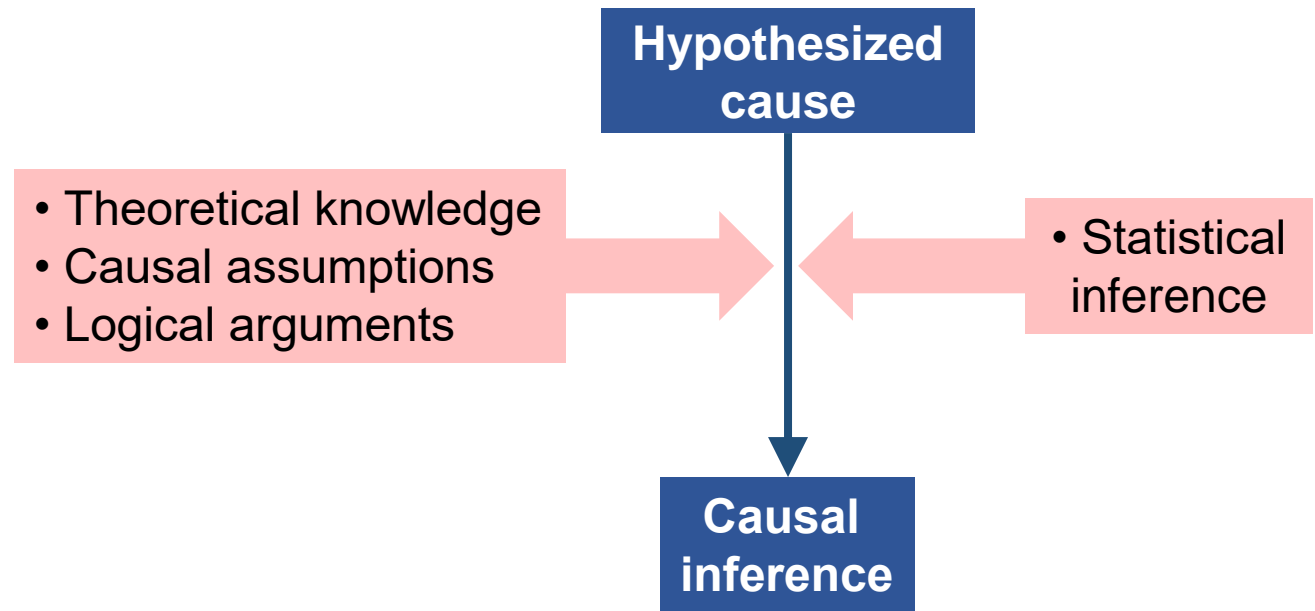 Hypothesized
cause
• Theoretical knowledge
• Causal assumptions
• Logical arguments
• Statistical
inference
Causal
inference